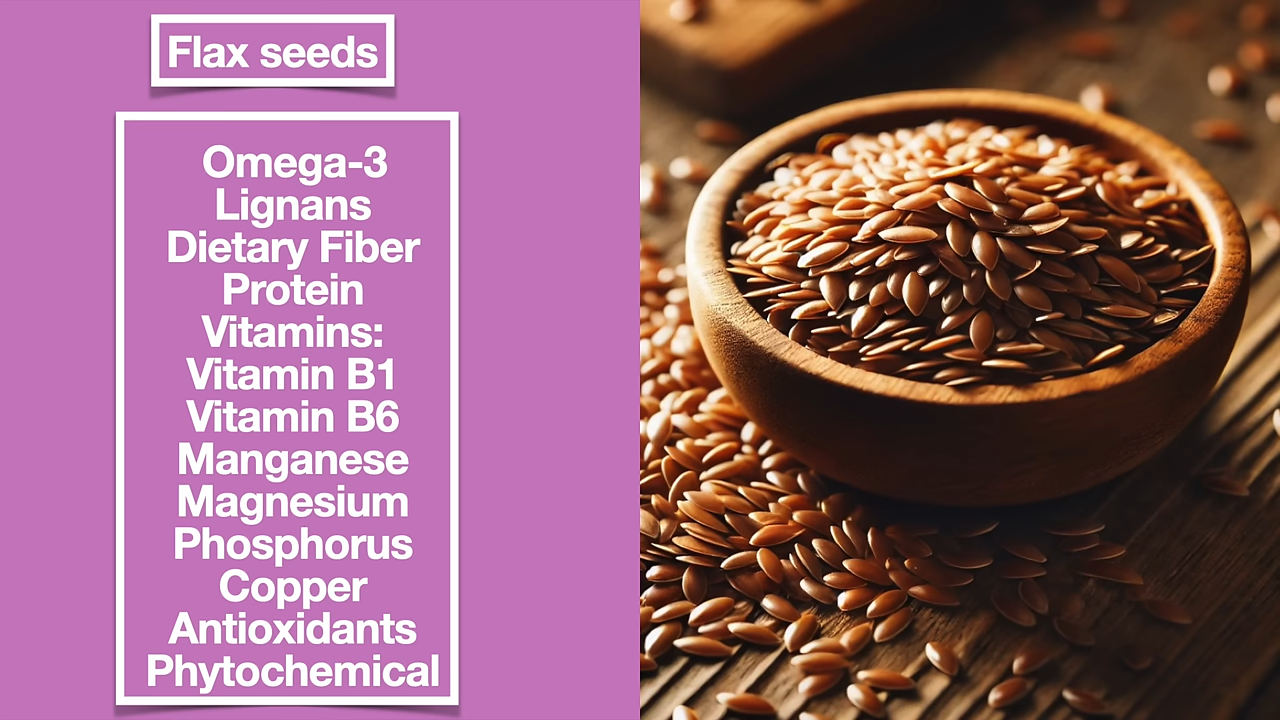 Flax seeds
Omega-3
Lignans
Dietary Fiber
Protein
Vitamins:
Vitamin B1
Vitamin B6
Manganese
Magnesium
Phosphorus
Copper
Antioxidants
Phytochemical